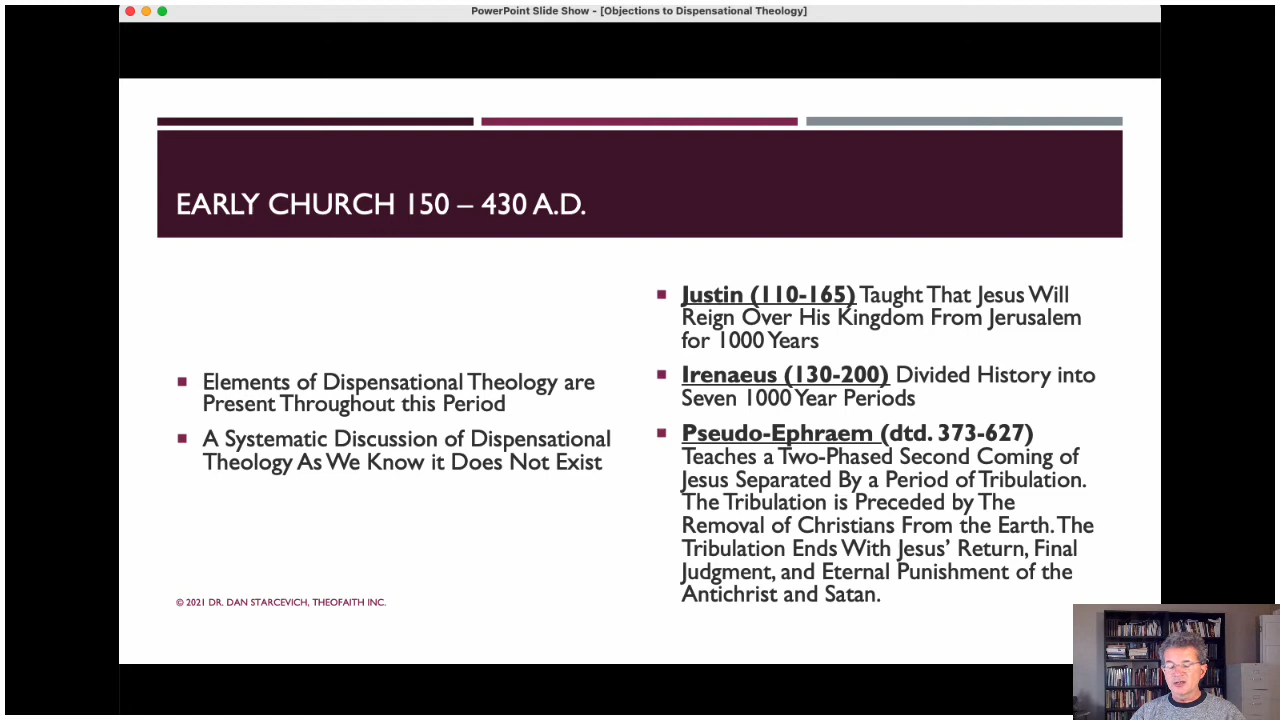 PowerPoint Slide Show - [Objections to Dispensational Theology]
EARLY CHURCH 150 – 430 A.D.
Elements of Dispensational Theology are
Present Throughout this Period
A Systematic Discussion of Dispensational
Theology As We Know it Does Not Exist
Justin (110-165) Taught That Jesus Will
Reign Over His Kingdom From Jerusalem
for 1000 Years
Irenaeus (130-200) Divided History into
Seven 1000 Year Periods
Pseudo-Ephraem (dtd. 373-627)
Teaches a Two-Phased Second Coming of
Jesus Separated By a Period of Tribulation.
The Tribulation is Preceded by The
Removal of Christians From the Earth. The
Tribulation Ends With Jesus’ Return, Final
Judgment, and Eternal Punishment of the
Antichrist and Satan.
© 2021 DR. DAN STARCEVICH, THEOFAITH INC.